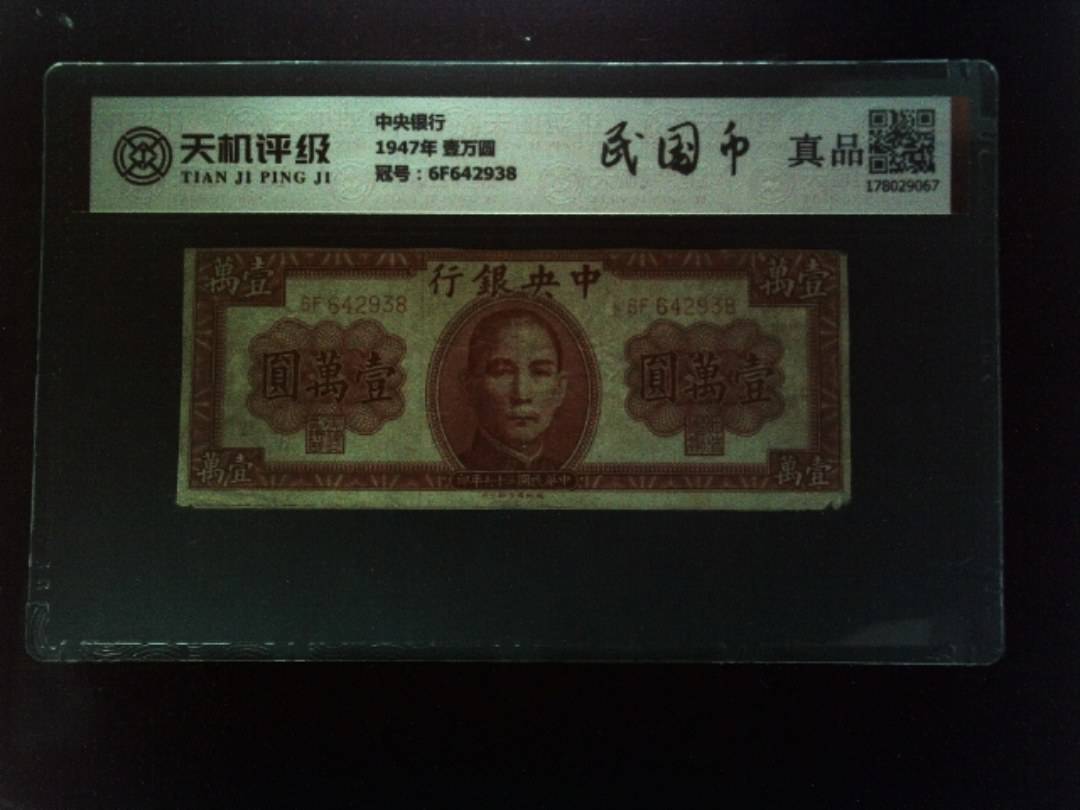 天机评级
TIAN JI PING JI
中央银行
1947年 壹万圆
冠号：6F642938
民国币
真品
178029067
行銀央中
萬壹
萬壹
6F 642938
6F 642938
圓萬壹
圓萬壹
萬壹
萬壹